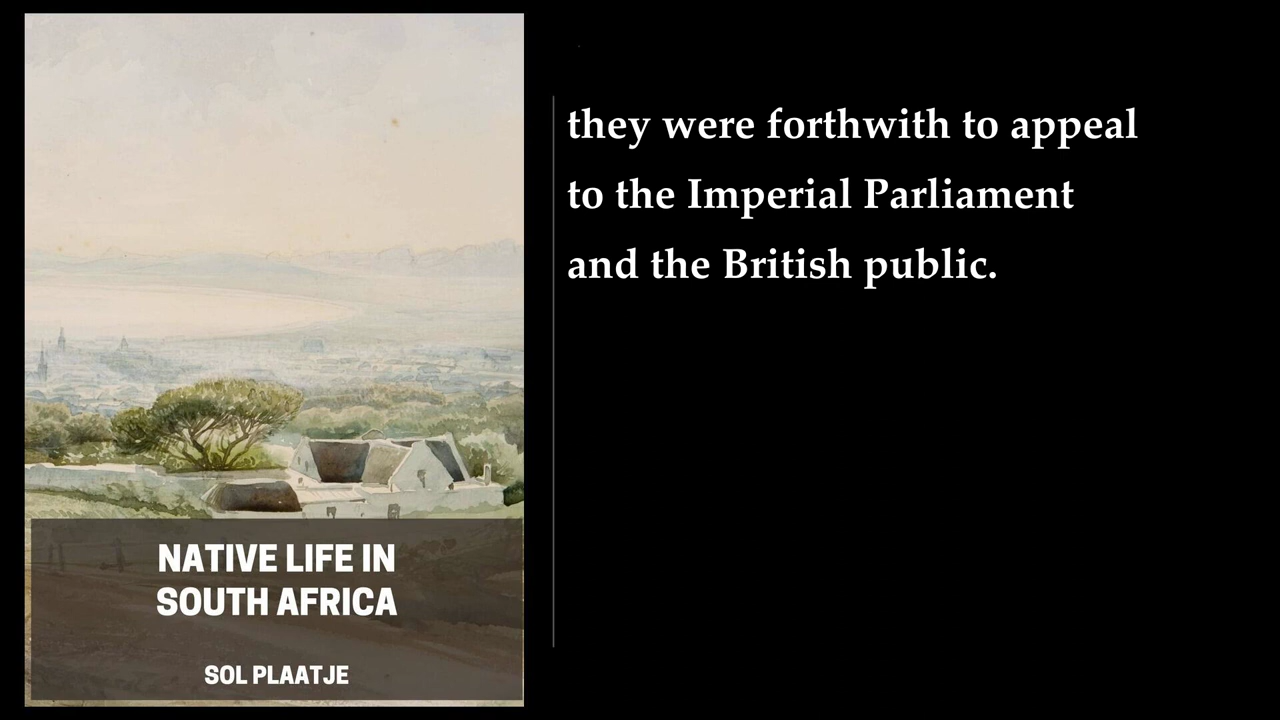 they were forthwith to appeal
to the Imperial Parliament
and the British public.
NATIVE LIFE IN
SOUTH AFRICA
SOL PLAATJE